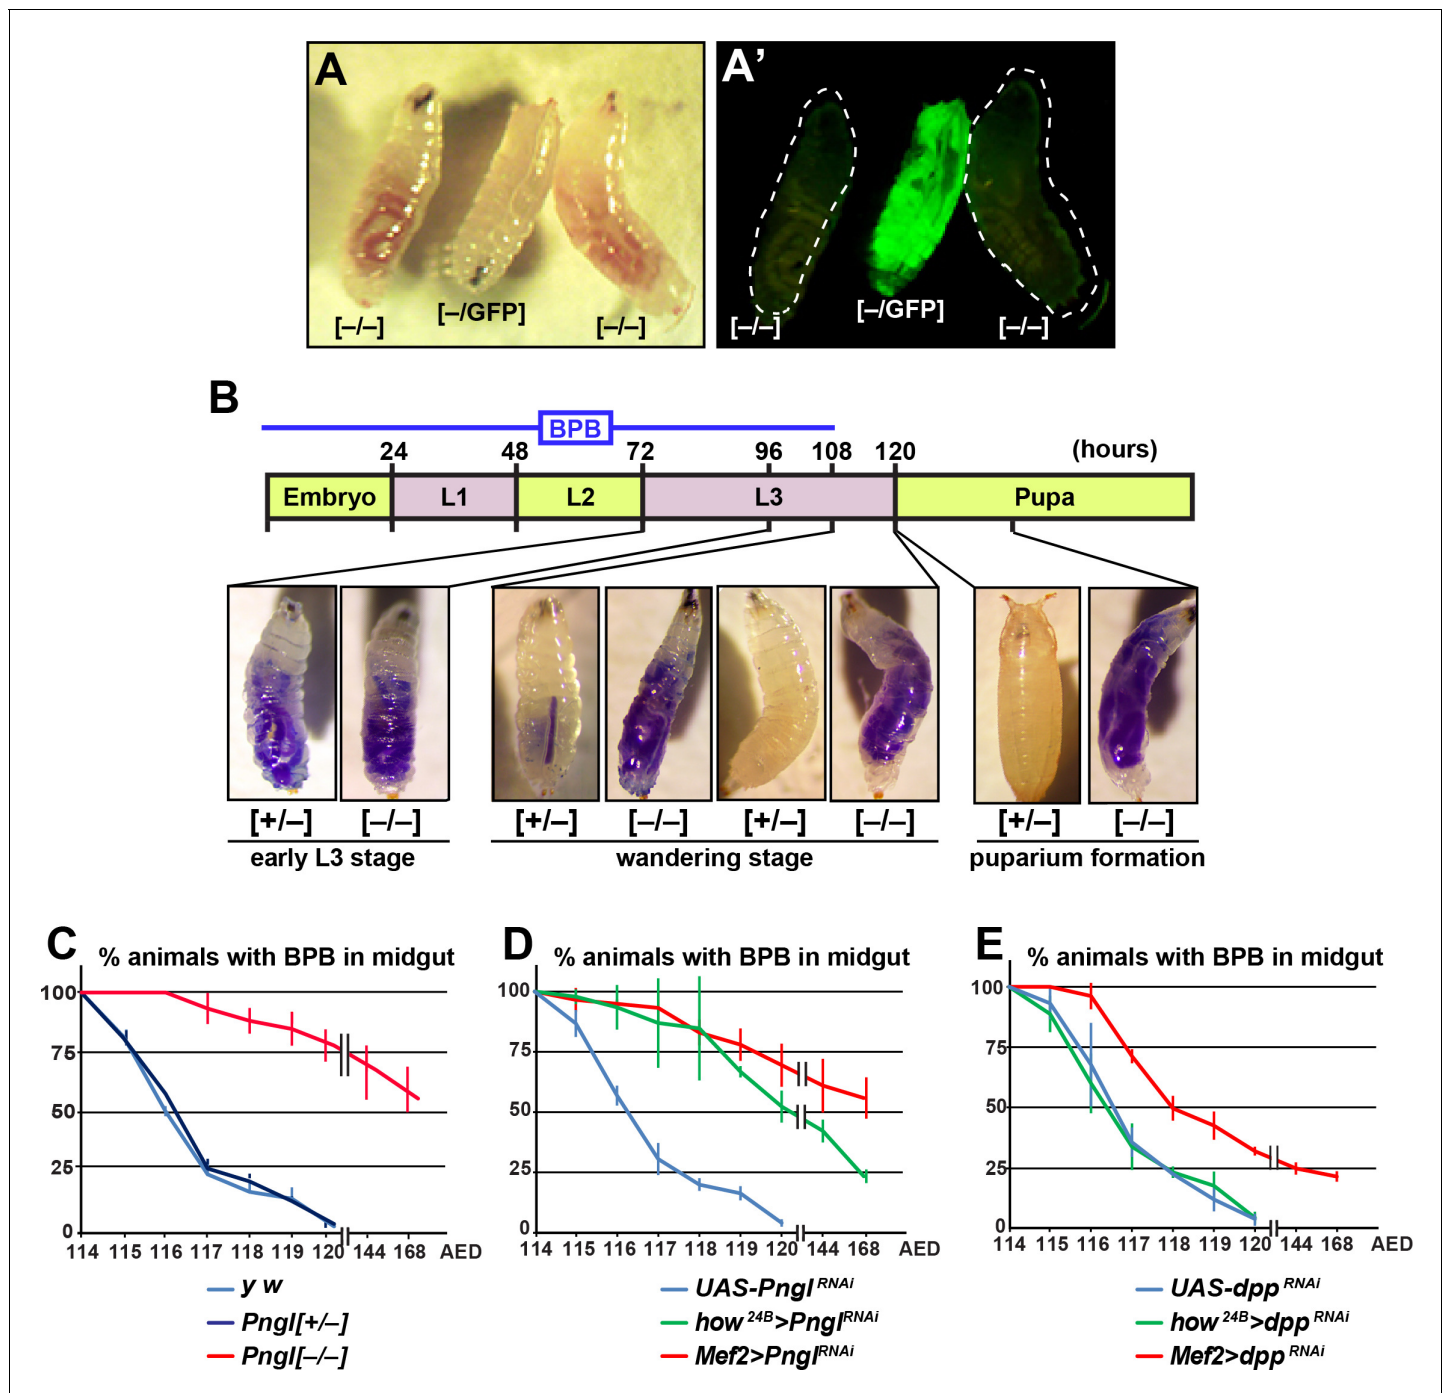 A
[–/–]
[–/GFP]
[–/–]
A’
[–/–]
[–/GFP]
[–/–]
B
BPB
24 48 72 96 108 120 (hours)
Embryo L1 L2 L3 Pupa
[+/–] [–/–] [+/–] [–/–] [+/–] [–/–] [+/–] [–/–]
early L3 stage wandering stage puparium formation
C % animals with BPB in midgut
100
75
50
25
0
114 115 116 117 118 119 120 144 168 AED
y w
Pngl[+/–]
Pngl[–/–]
D % animals with BPB in midgut
100
75
50
25
0
114 115 116 117 118 119 120 144 168 AED
UAS-Pngl RNAi
how 24B>Pngl RNAi
Mef2>Pngl RNAi
E % animals with BPB in midgut
100
75
50
25
0
114 115 116 117 118 119 120 144 168 AED
UAS-dpp RNAi
how 24B>dpp RNAi
Mef2>dpp RNAi